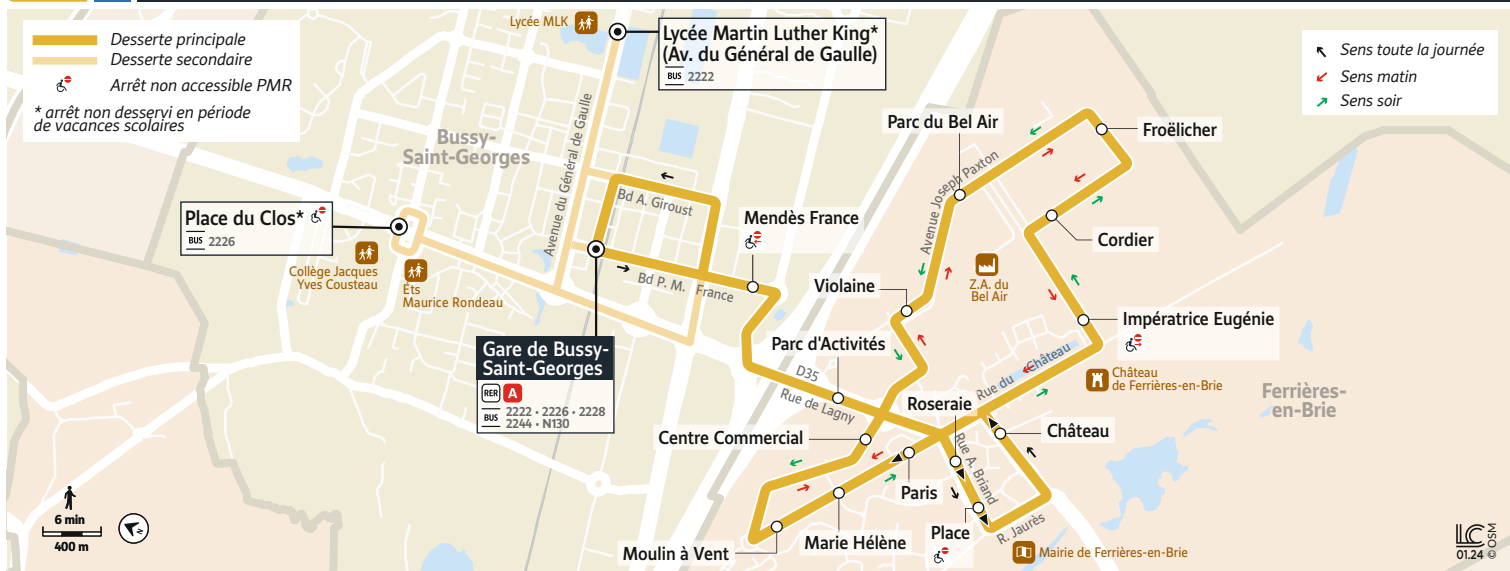 Desserte principale
Desserte secondaire
Arrêt non accessible PMR
* arrêt non desservi en période
de vacances scolaires
Lycée MLK
Lycée Martin Luther King*
(Av. du Général de Gaulle)
BUS 2222
Sens toute la journée
Sens matin
Sens soir
Bussy-
Saint-Georges
Avenue du Général de Gaulle
Place du Clos*
BUS 2226
Collège Jacques
Yves Cousteau
Éts
Maurice Rondeau
Bd A. Giroust
Bd P. M. France
Mendès France
Gare de Bussy-
Saint-Georges
RER A
BUS 2222 • 2226 • 2228
2244 • N130
Parc du Bel Air
Avenue Joseph Paxton
Froëlicher
Cordier
Z.A. du
Bel Air
Violaine
Impératrice Eugénie
Parc d'Activités
D35
Rue de Lagny
Rue du Château
Château
de Ferrières-en-Brie
Ferrières-
en-Brie
Roseraie
Château
Centre Commercial
Rue A. Briand
Paris
Place
R. Jaurès
Marie Hélène
Moulin à Vent
Mairie de Ferrières-en-Brie
6 min
400 m
N
LC
01.24 © OSM